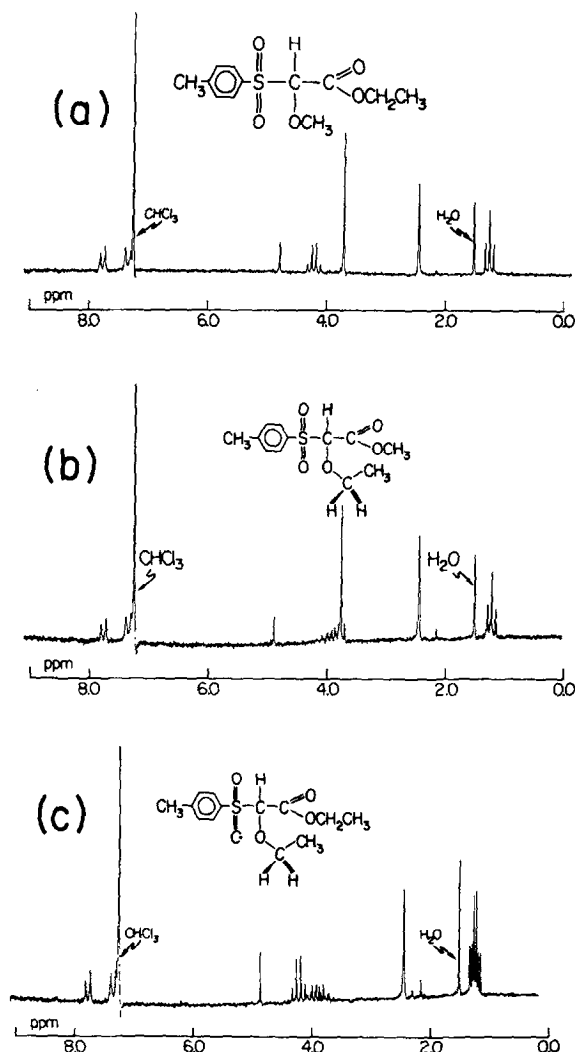 (a)
O
H
O
CH3
S
C
C
OCH2CH3
O
OCH3
CHCl3
H2O
ppm
8.0
6.0
4.0
2.0
0.0
(b)
O
H
O
CH3
S
C
C
OCH3
O
O
CH3
C
H
H
CHCl3
H2O
ppm
8.0
6.0
4.0
2.0
0.0
(c)
O
H
O
CH3
S
C
C
OCH2CH3
O
CH3
C
H
H
CHCl3
H2O
ppm
8.0
6.0
4.0
2.0
0.0